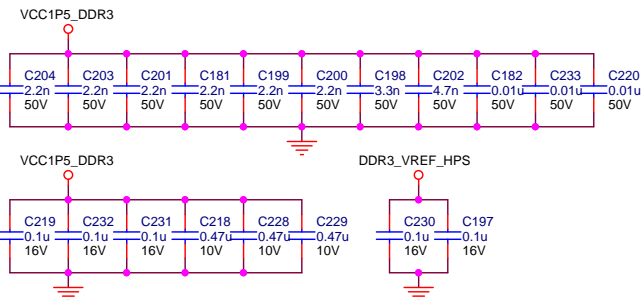 VCC1P5_DDR3
C204 C203 C201 C181 C199 C200 C198 C202 C182 C233 C220
2.2n 2.2n 2.2n 2.2n 2.2n 2.2n 3.3n 4.7n 0.01u 0.01u 0.01u
50V 50V 50V 50V 50V 50V 50V 50V 50V 50V 50V
VCC1P5_DDR3 DDR3_VREF_HPS
C219 C232 C231 C218 C228 C229 C230 C197
0.1u 0.1u 0.1u 0.47u 0.47u 0.47u 0.1u 0.1u
16V 16V 16V 10V 10V 10V 16V 16V